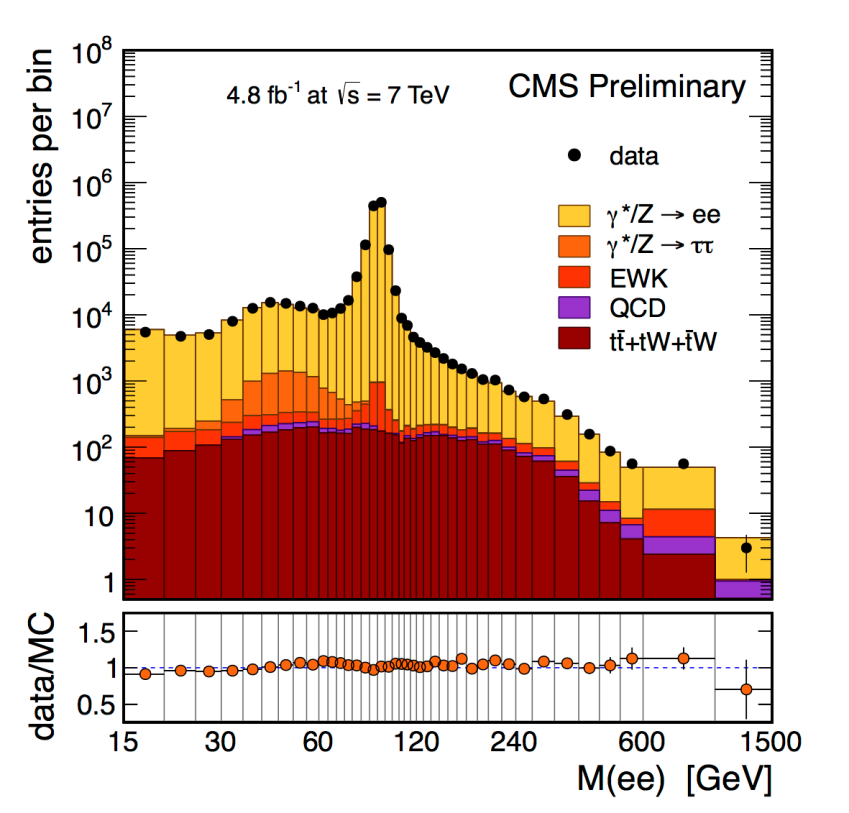 10⁸
10⁷
10⁶
10⁵
10⁴
10³
10²
10
1
entries per bin
4.8 fb⁻¹ at √s = 7 TeV
CMS Preliminary
data
γ*/Z → ee
γ*/Z → ττ
EWK
QCD
tt̄+tW+t̄W
data/MC
1.5
1
0.5
15 30 60 120 240 600 1500
M(ee) [GeV]